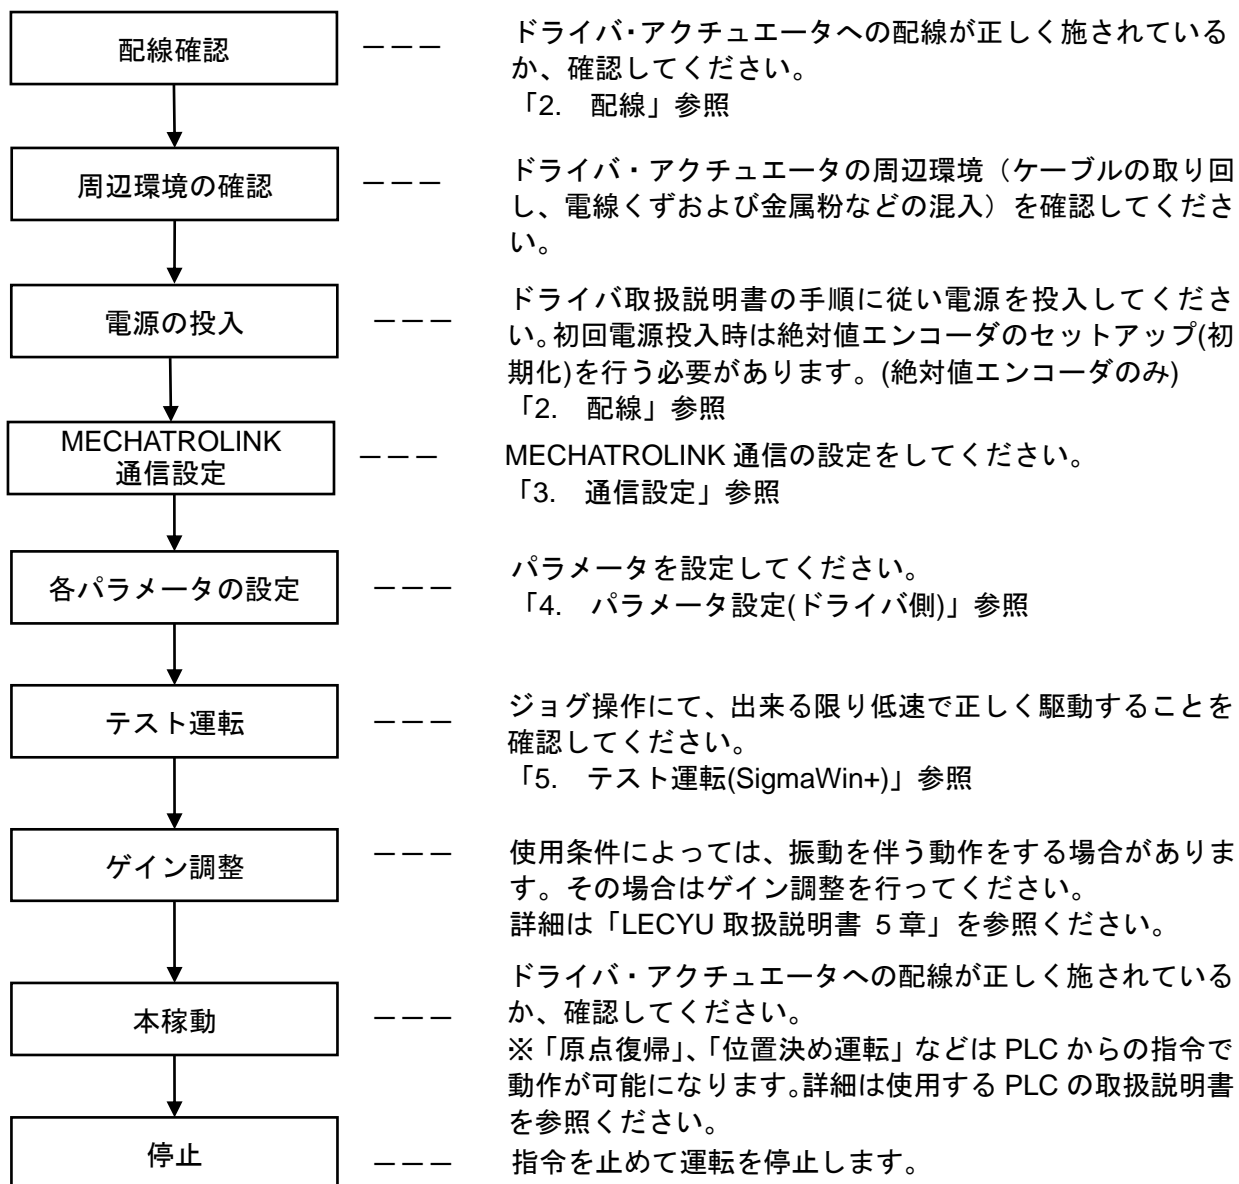 配線確認
―――
ドライバ・アクチュエータへの配線が正しく施されている
か、確認してください。
「2.　配線」参照
周辺環境の確認
―――
ドライバ・アクチュエータの周辺環境（ケーブルの取り回
し、電線くずおよび金属粉などの混入）を確認してくださ
い。
電源の投入
―――
ドライバ取扱説明書の手順に従い電源を投入してくださ
い。初回電源投入時は絶対値エンコーダのセットアップ(初
期化)を行う必要があります。(絶対値エンコーダのみ)
「2.　配線」参照
MECHATROLINK
通信設定
―――
MECHATROLINK 通信の設定をしてください。
「3.　通信設定」参照
各パラメータの設定
―――
パラメータを設定してください。
「4.　パラメータ設定(ドライバ側)」参照
テスト運転
―――
ジョグ操作にて、出来る限り低速で正しく駆動することを
確認してください。
「5.　テスト運転(SigmaWin+)」参照
ゲイン調整
―――
使用条件によっては、振動を伴う動作をする場合がありま
す。その場合はゲイン調整を行ってください。
詳細は「LECYU 取扱説明書 5 章」を参照ください。
本稼動
―――
ドライバ・アクチュエータへの配線が正しく施されている
か、確認してください。
※「原点復帰」、「位置決め運転」などは PLC からの指令で
動作が可能になります。詳細は使用する PLC の取扱説明書
を参照ください。
停止
―――
指令を止めて運転を停止します。